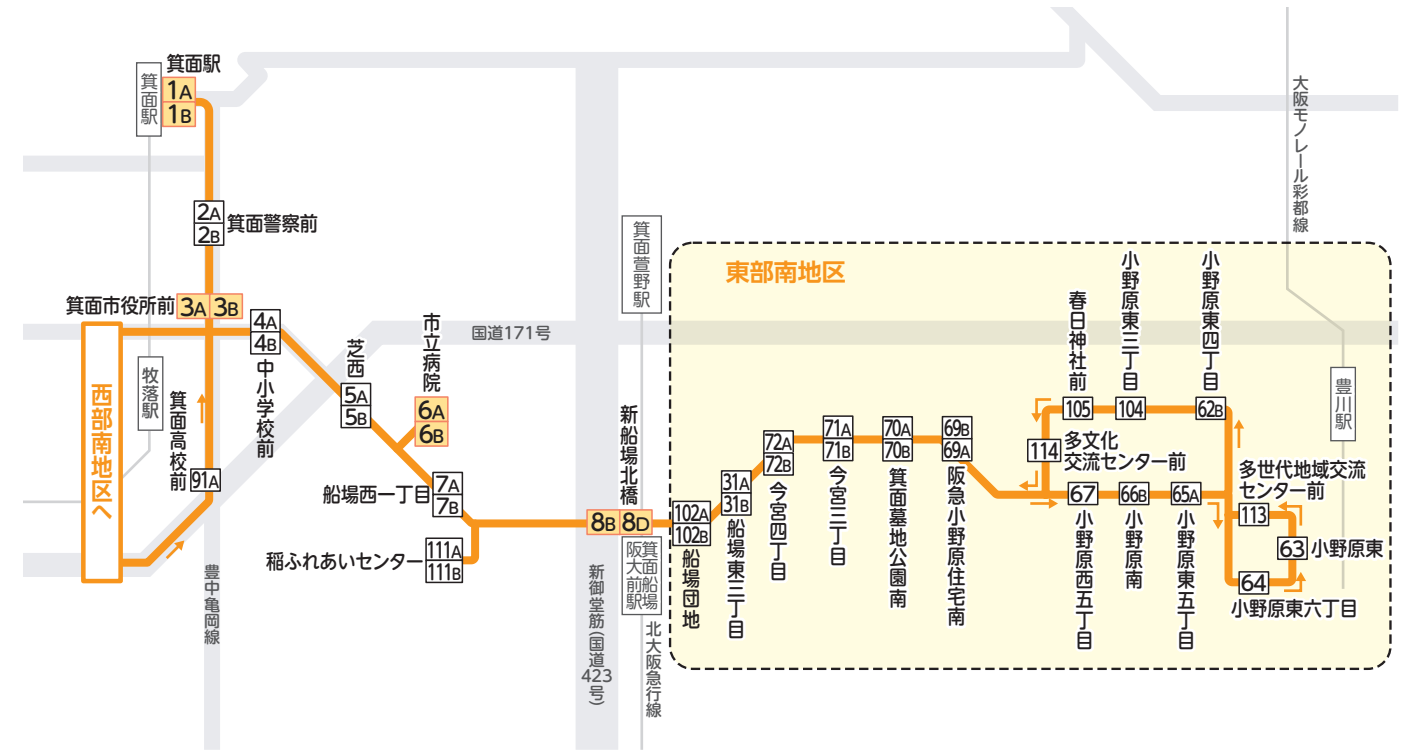 箕面駅
箕面駅
1A
1B
2A
2B
箕面警察前
箕面市役所前
3A
3B
4A
4B
中小学校前
西部南地区へ
牧落駅
箕面高校前
91A
豊中亀岡線
芝西
5A
5B
市立病院
6A
6B
国道171号
船場西一丁目
7A
7B
稲ふれあいセンター
111A
111B
新船場北橋
8B
8D
箕面萱野駅
箕面船場
阪大前駅
新御堂筋(国道
423
号)
北大阪急行線
東部南地区
102A
102B
船場団地
31A
31B
船場東三丁目
72A
72B
今宮四丁目
71A
71B
今宮三丁目
70A
70B
箕面墓地公園南
69B
69A
阪急小野原住宅南
春日神社前
105
小野原東三丁目
104
小野原東四丁目
62B
114
多文化
交流センター前
67
小野原西五丁目
66B
小野原南
65A
小野原東五丁目
多世代地域交流
センター前
113
63
小野原東
64
小野原東六丁目
大阪モノレール彩都線
豊川駅